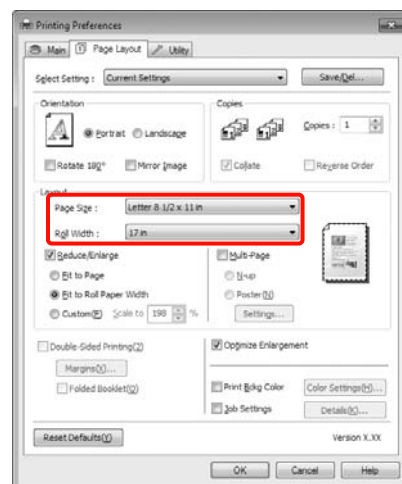 Printing Preferences
Main Page Layout Utility
Select Setting : Current Settings Save/Del...
Orientation Copies
Portrait Landscape Copies : 1
Rotate 180° Mirror Image Collate Reverse Order
Layout
Page Size : Letter 8 1/2 x 11 in
Roll Width : 17 in
Reduce/Enlarge Multi-Page
Fit to Page N-up
Fit to Roll Paper Width Poster(N)
Custom(F) Scale to 198 % Settings...
Double-Sided Printing(2) Optimize Enlargement
Margins(X)...
Folded Booklet(Q) Print Bckg Color Color Settings(H)...
Job Settings Details(K)...
Reset Defaults(Y) Version X.XX
OK Cancel Help